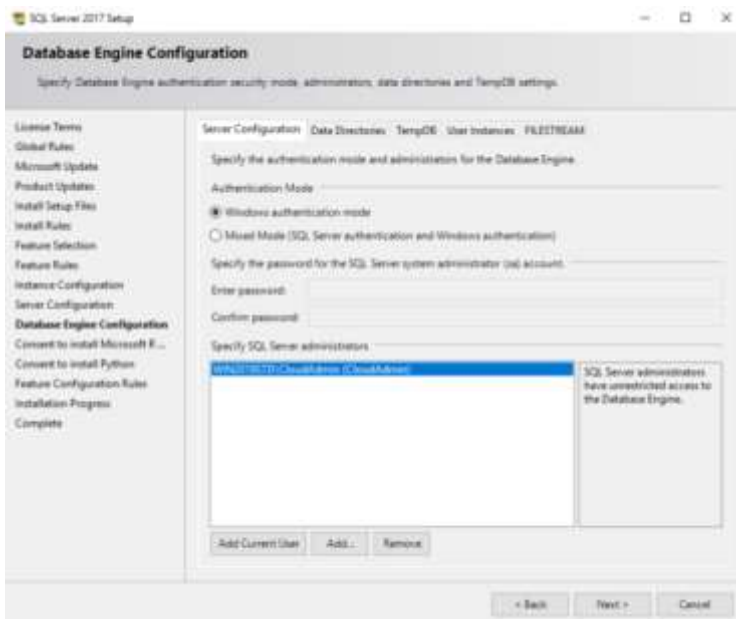 SQL Server 2017 Setup
Database Engine Configuration
Specify Database Engine authentication security mode, administrators, data directories and TempDB settings.
License Terms
Global Rules
Microsoft Update
Product Updates
Install Setup Files
Install Rules
Feature Selection
Feature Rules
Instance Configuration
Server Configuration
Database Engine Configuration
Consent to install Microsoft R ...
Consent to install Python
Feature Configuration Rules
Installation Progress
Complete
Server Configuration Data Directories TempDB User Instances FILESTREAM
Specify the authentication mode and administrators for the Database Engine.
Authentication Mode
Windows authentication mode
Mixed Mode (SQL Server authentication and Windows authentication)
Specify the password for the SQL Server system administrator (sa) account.
Enter password:
Confirm password:
Specify SQL Server administrators
(CloudAdmin)
SQL Server administrators
have unrestricted access to
the Database Engine.
Add Current User Add... Remove
< Back Next > Cancel